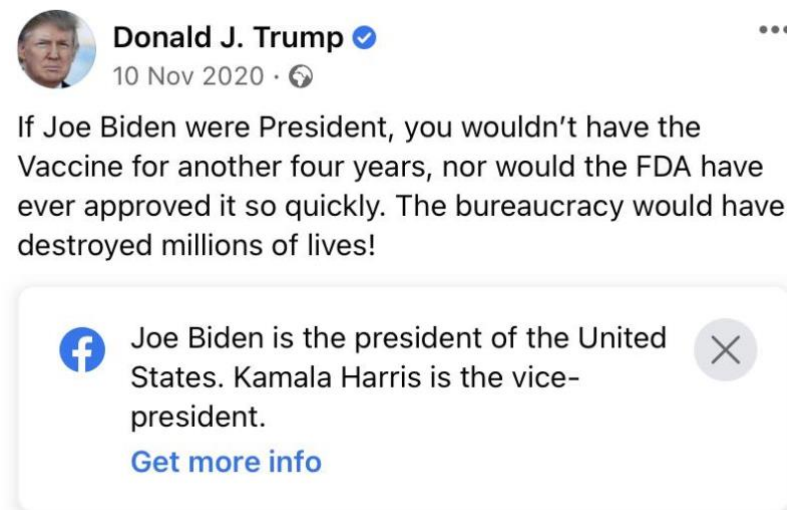 Donald J. Trump
10 Nov 2020 ·
If Joe Biden were President, you wouldn’t have the
Vaccine for another four years, nor would the FDA have
ever approved it so quickly. The bureaucracy would have
destroyed millions of lives!
Joe Biden is the president of the United
States. Kamala Harris is the vice-
president.
Get more info